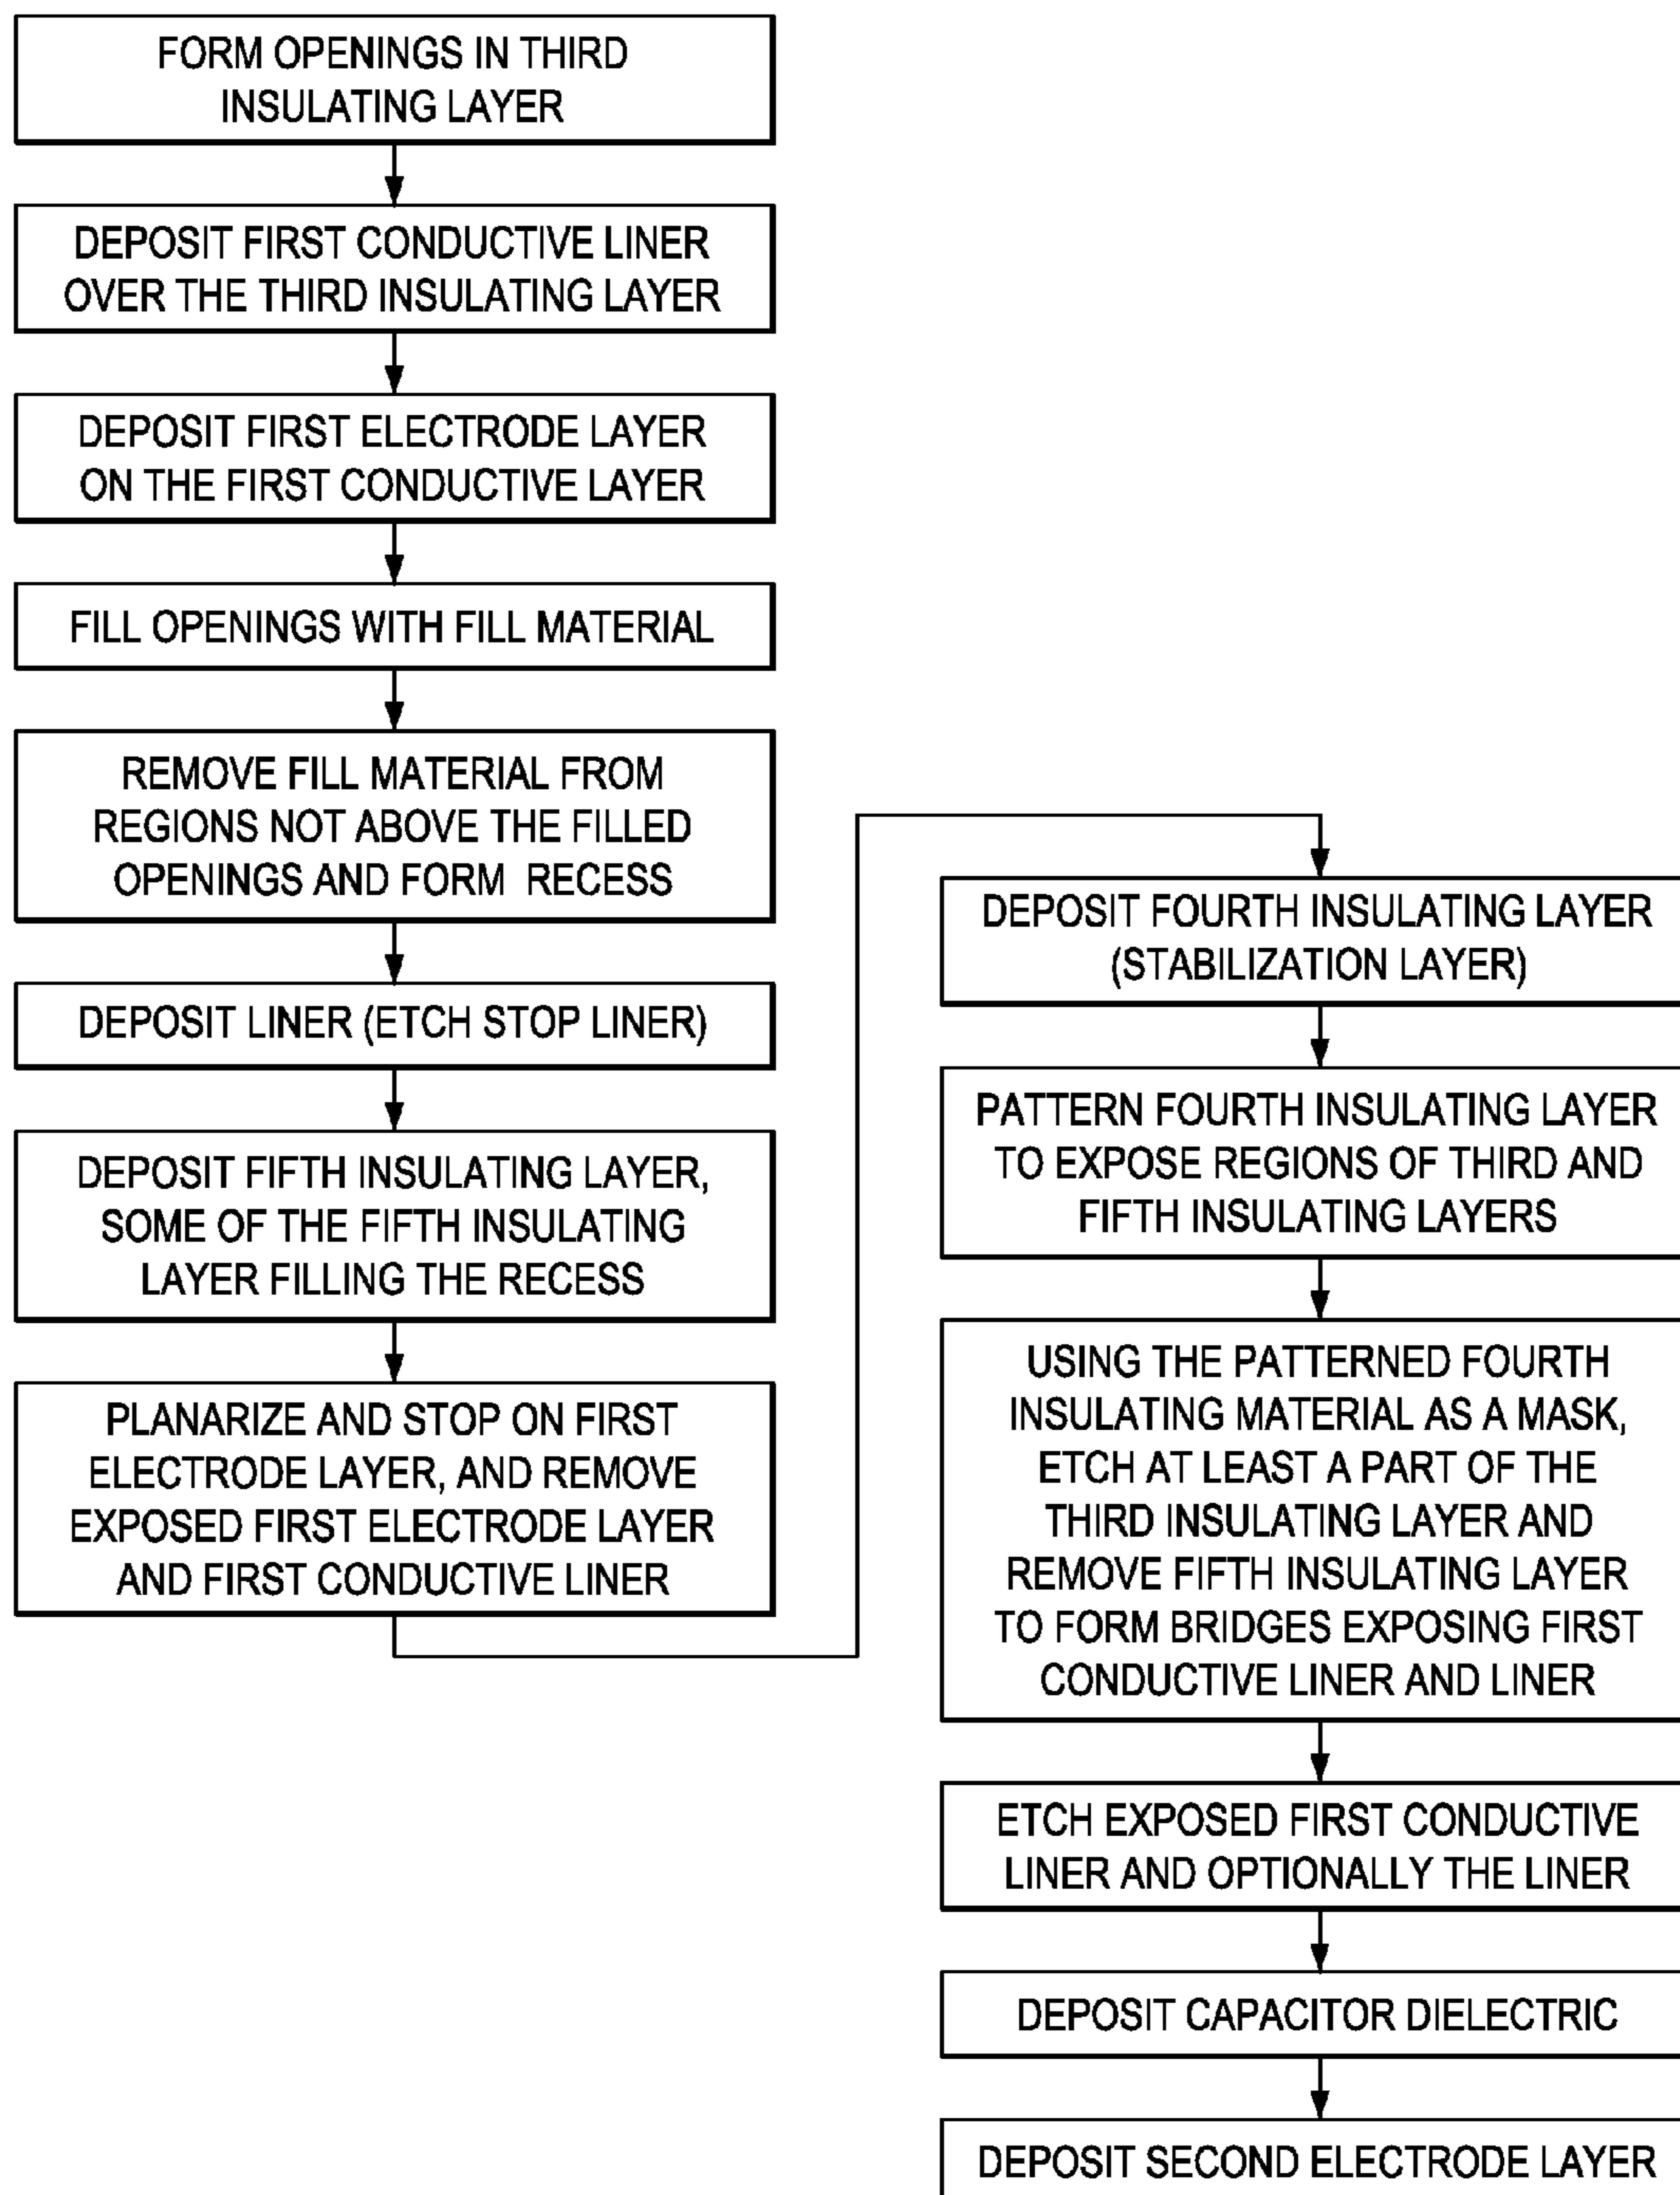 FORM OPENINGS IN THIRD
INSULATING LAYER
DEPOSIT FIRST CONDUCTIVE LINER
OVER THE THIRD INSULATING LAYER
DEPOSIT FIRST ELECTRODE LAYER
ON THE FIRST CONDUCTIVE LAYER
FILL OPENINGS WITH FILL MATERIAL
REMOVE FILL MATERIAL FROM
REGIONS NOT ABOVE THE FILLED
OPENINGS AND FORM RECESS
DEPOSIT LINER (ETCH STOP LINER)
DEPOSIT FIFTH INSULATING LAYER,
SOME OF THE FIFTH INSULATING
LAYER FILLING THE RECESS
PLANARIZE AND STOP ON FIRST
ELECTRODE LAYER, AND REMOVE
EXPOSED FIRST ELECTRODE LAYER
AND FIRST CONDUCTIVE LINER
DEPOSIT FOURTH INSULATING LAYER
(STABILIZATION LAYER)
PATTERN FOURTH INSULATING LAYER
TO EXPOSE REGIONS OF THIRD AND
FIFTH INSULATING LAYERS
USING THE PATTERNED FOURTH
INSULATING MATERIAL AS A MASK,
ETCH AT LEAST A PART OF THE
THIRD INSULATING LAYER AND
REMOVE FIFTH INSULATING LAYER
TO FORM BRIDGES EXPOSING FIRST
CONDUCTIVE LINER AND LINER
ETCH EXPOSED FIRST CONDUCTIVE
LINER AND OPTIONALLY THE LINER
DEPOSIT CAPACITOR DIELECTRIC
DEPOSIT SECOND ELECTRODE LAYER